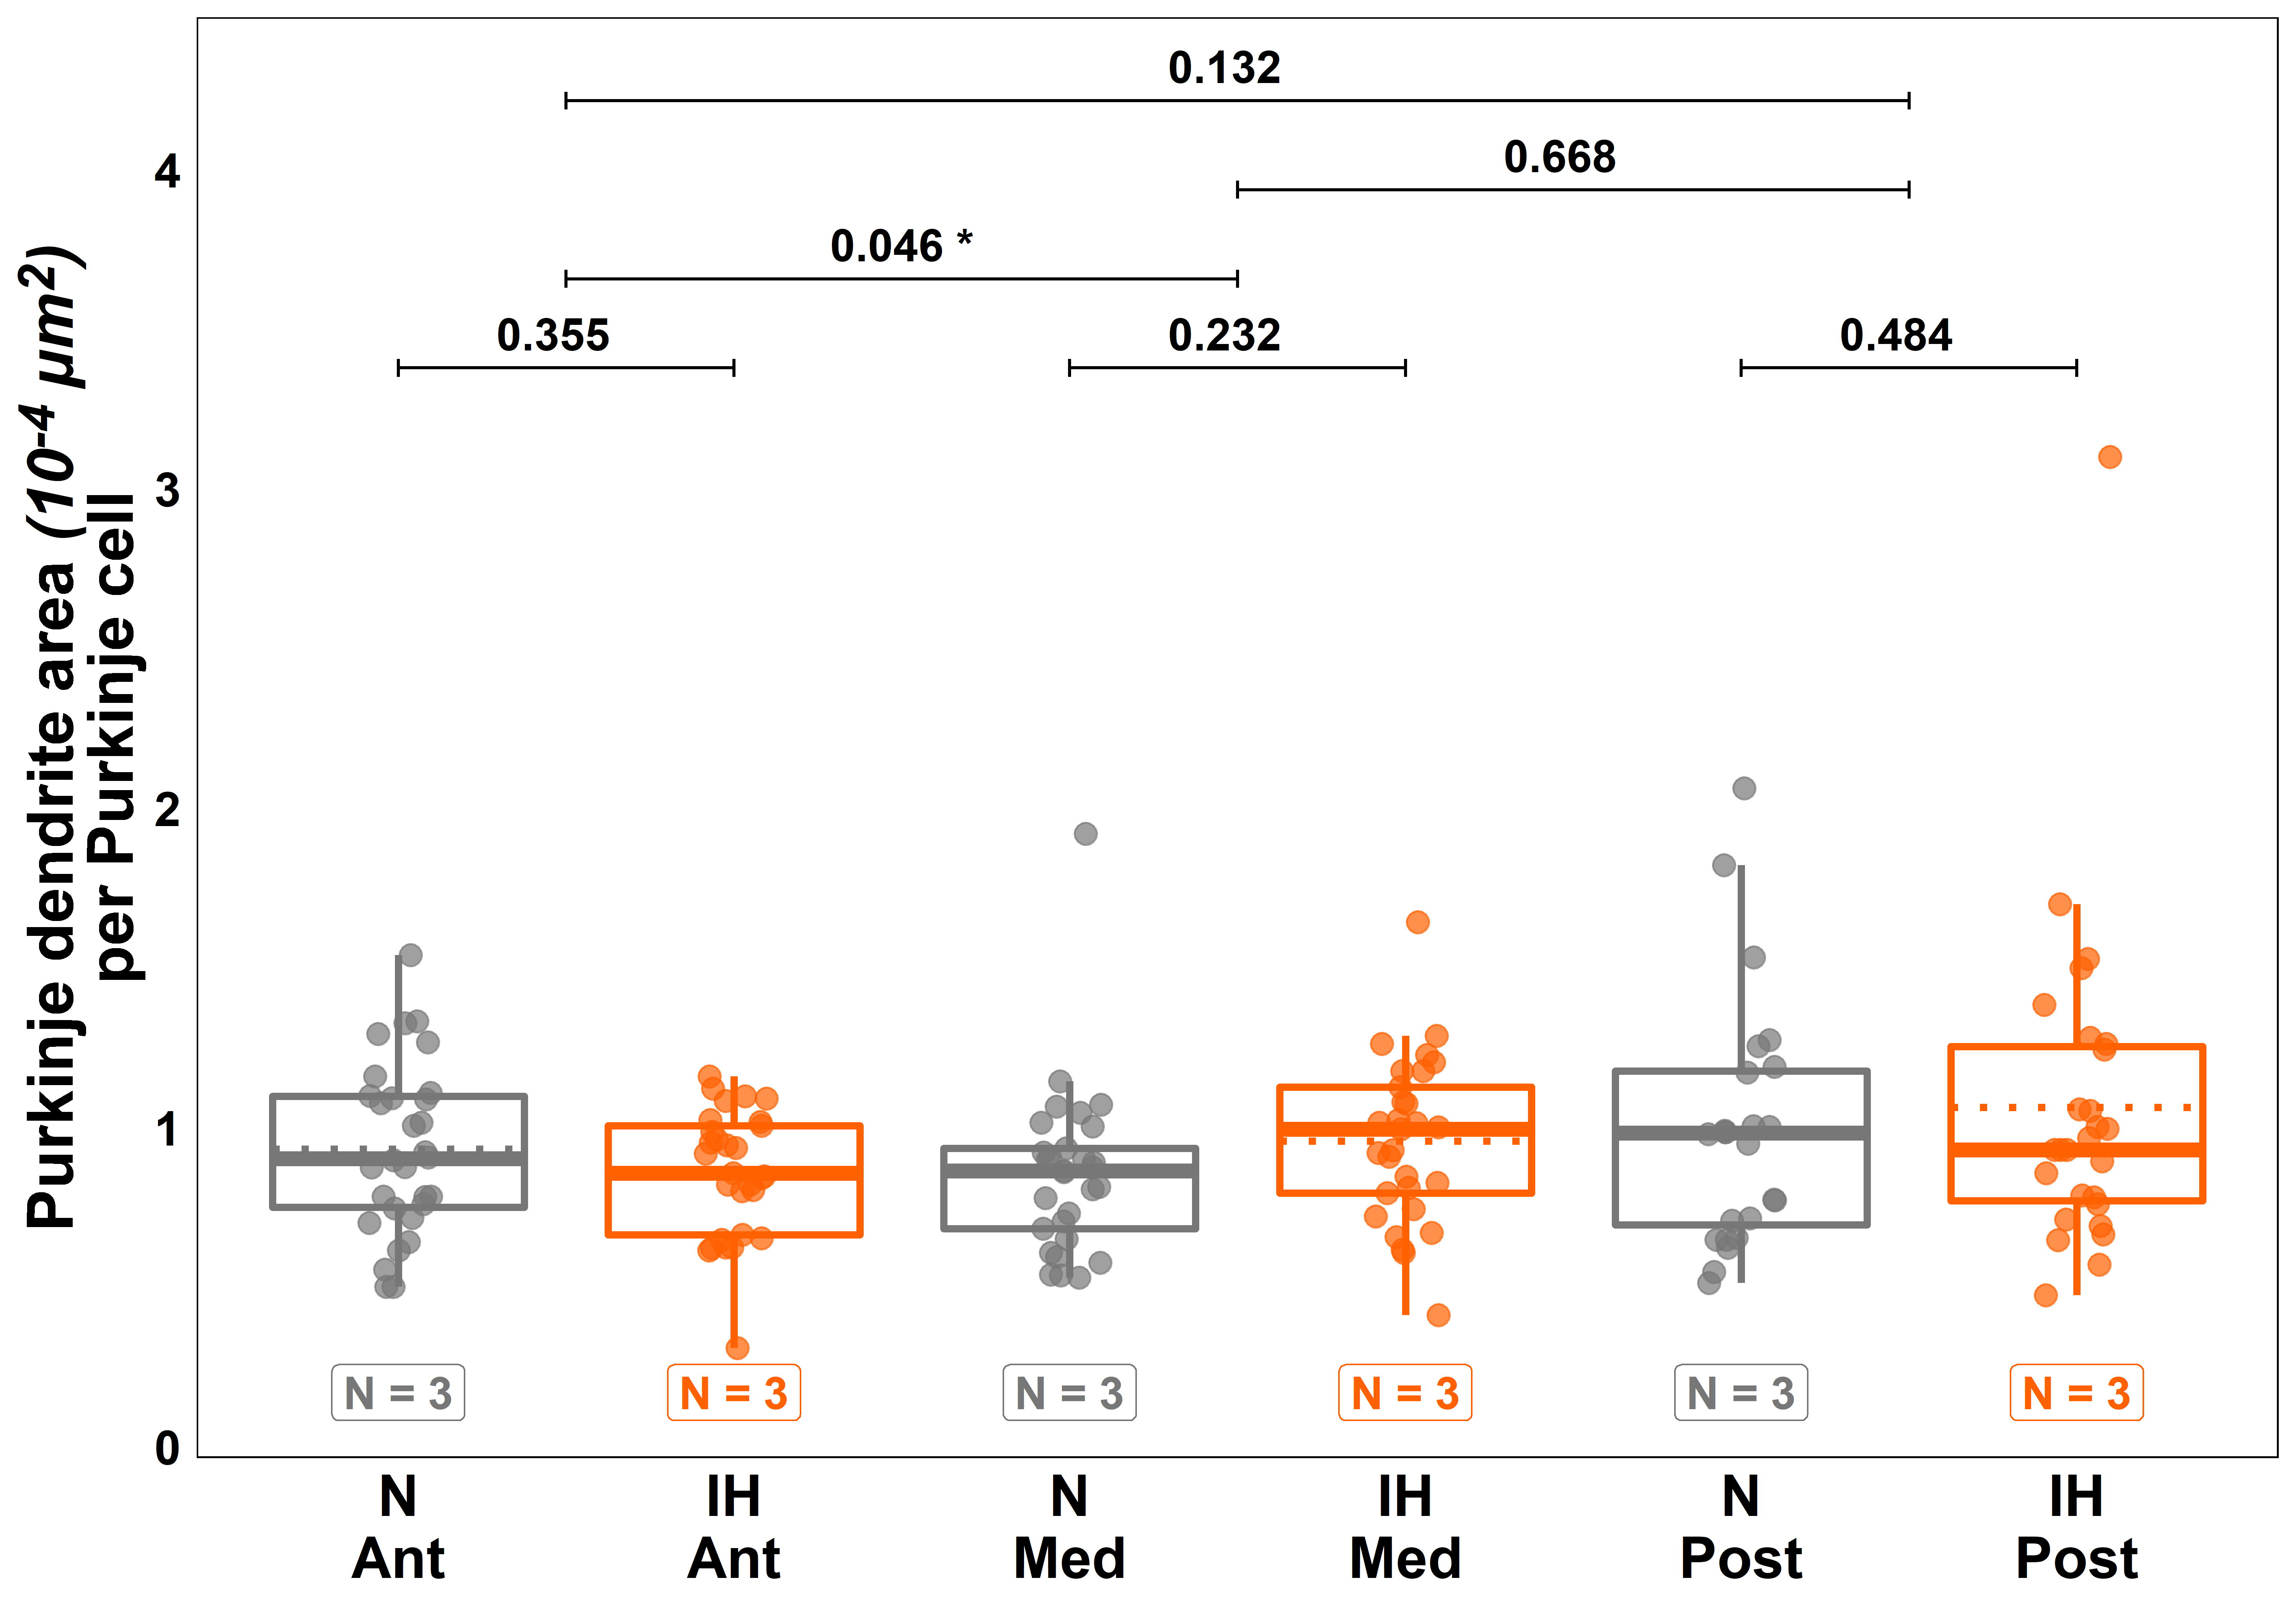 0.132
0.668
0.046 *
0.355 0.232 0.484
Purkinje dendrite area (10⁻⁴ µm²)
per Purkinje cell
4
3
2
1
0
N = 3 N = 3 N = 3 N = 3 N = 3 N = 3
N IH N IH N IH
Ant Ant Med Med Post Post